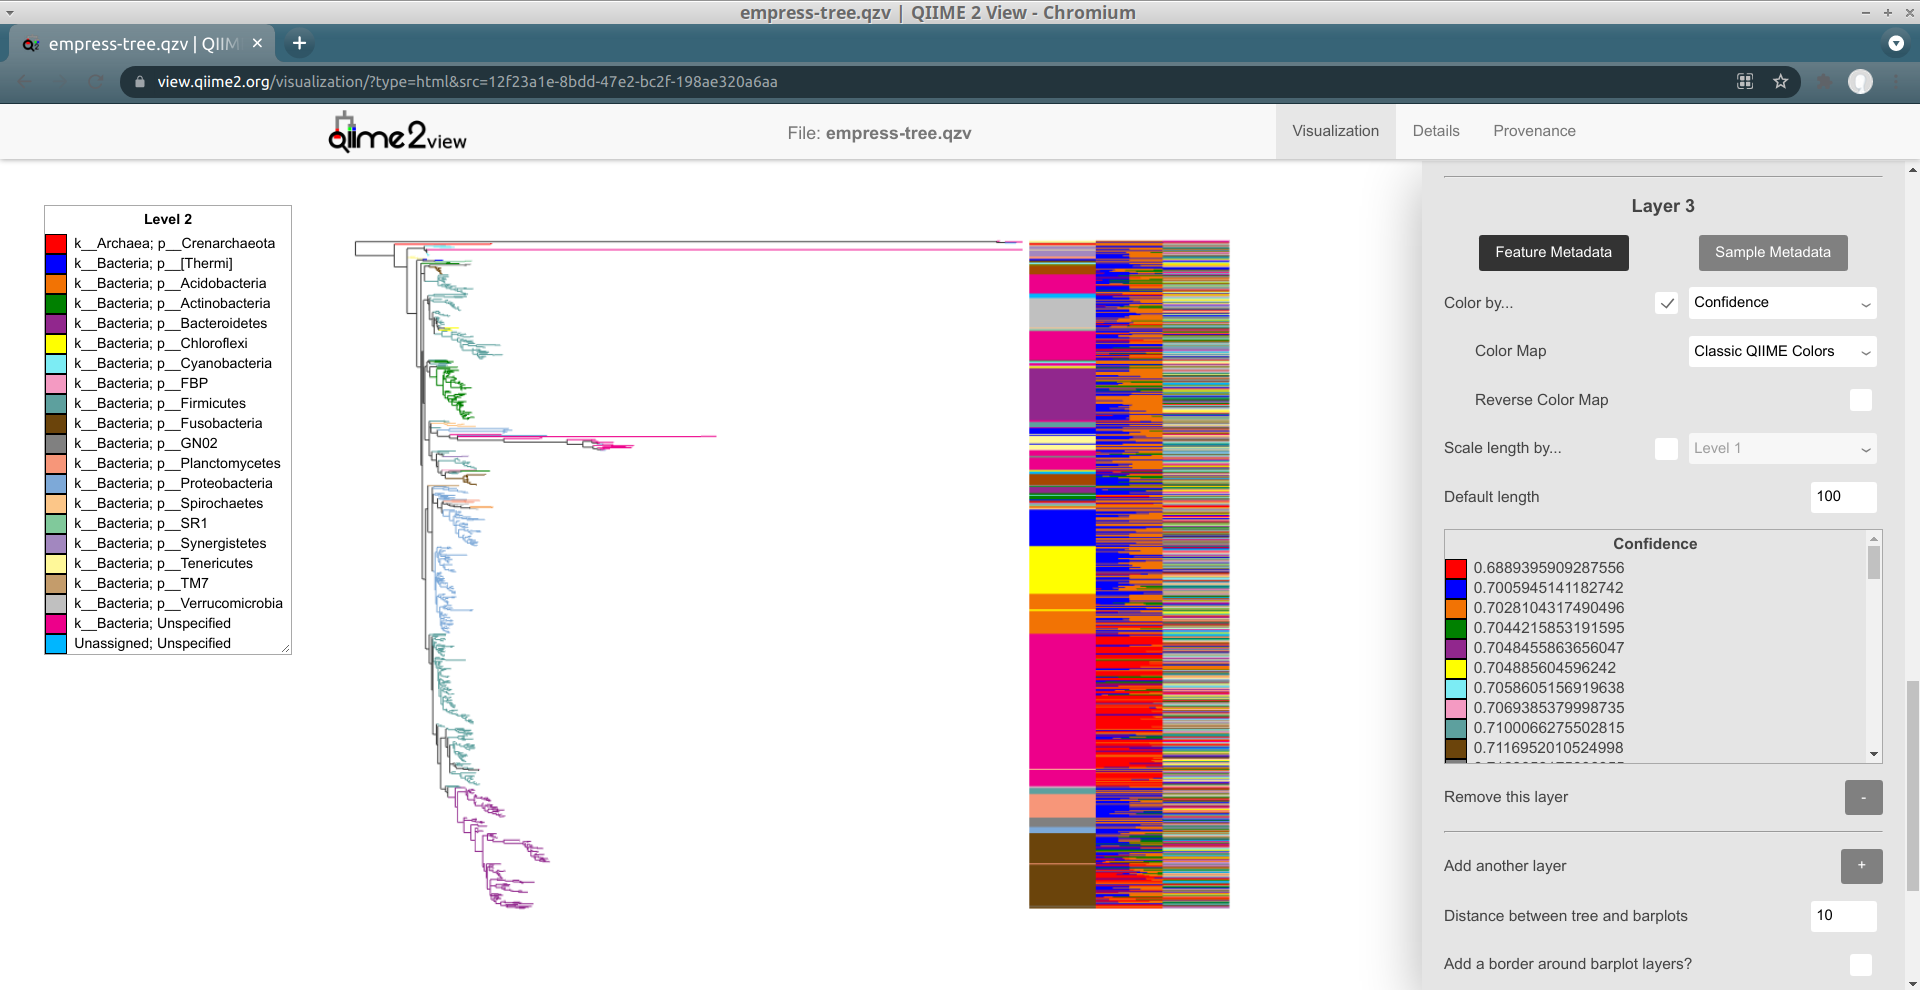 empress-tree.qzv | QIIME 2 View - Chromium
empress-tree.qzv | QIIM
view.qiime2.org/visualization/?type=html&src=12f23a1e-8bdd-47e2-bc2f-198ae320a6aa
qiime2view
File: empress-tree.qzv
Visualization
Details
Provenance
Level 2
k__Archaea; p__Crenarchaeota
k__Bacteria; p__[Thermi]
k__Bacteria; p__Acidobacteria
k__Bacteria; p__Actinobacteria
k__Bacteria; p__Bacteroidetes
k__Bacteria; p__Chloroflexi
k__Bacteria; p__Cyanobacteria
k__Bacteria; p__FBP
k__Bacteria; p__Firmicutes
k__Bacteria; p__Fusobacteria
k__Bacteria; p__GN02
k__Bacteria; p__Planctomycetes
k__Bacteria; p__Proteobacteria
k__Bacteria; p__Spirochaetes
k__Bacteria; p__SR1
k__Bacteria; p__Synergistetes
k__Bacteria; p__Tenericutes
k__Bacteria; p__TM7
k__Bacteria; p__Verrucomicrobia
k__Bacteria; Unspecified
Unassigned; Unspecified
Layer 3
Feature Metadata
Sample Metadata
Color by...
Confidence
Color Map
Classic QIIME Colors
Reverse Color Map
Scale length by...
Level 1
Default length
100
Confidence
0.6889395909287556
0.7005945141182742
0.7028104317490496
0.7044215853191595
0.7048455863656047
0.704885604596242
0.7058605156919638
0.7069385379998735
0.7100066275502815
0.7116952010524998
Remove this layer
-
Add another layer
+
Distance between tree and barplots
10
Add a border around barplot layers?